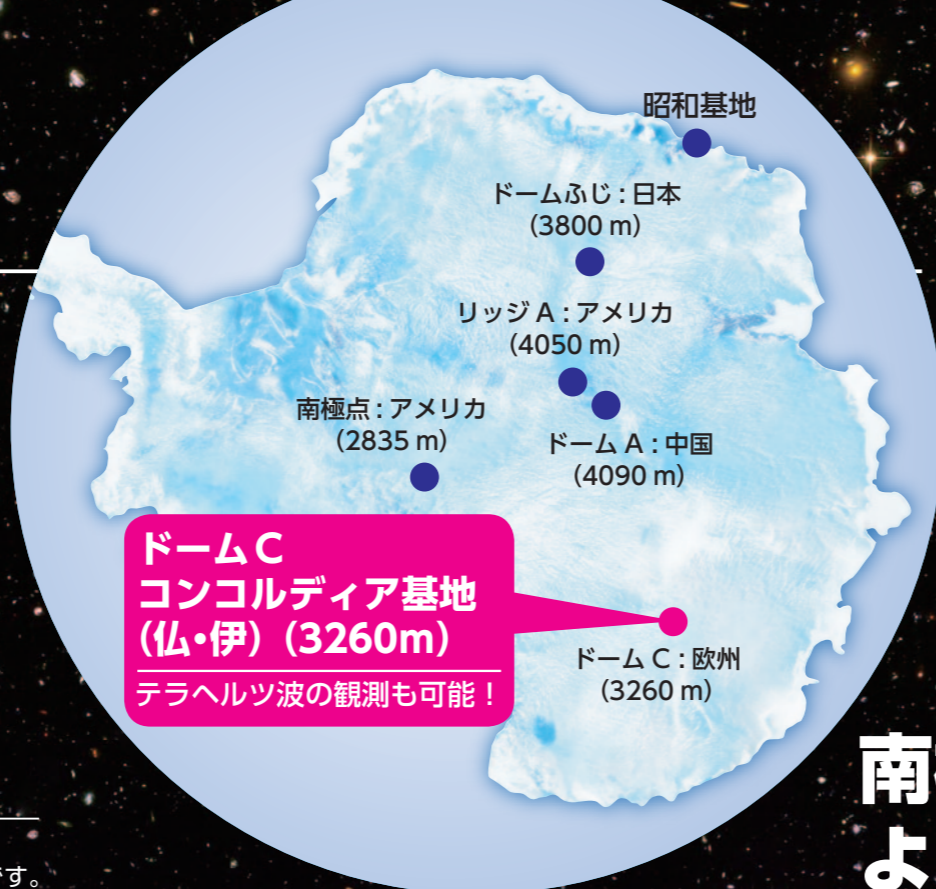 昭和基地
ドームふじ：日本
(3800 m)
リッジ A：アメリカ
(4050 m)
南極点：アメリカ
(2835 m)
ドーム A：中国
(4090 m)
ドームC
コンコルディア基地
(仏・伊)(3260m)
テラヘルツ波の観測も可能！
ドーム C：欧州
(3260 m)
南
よ
です。